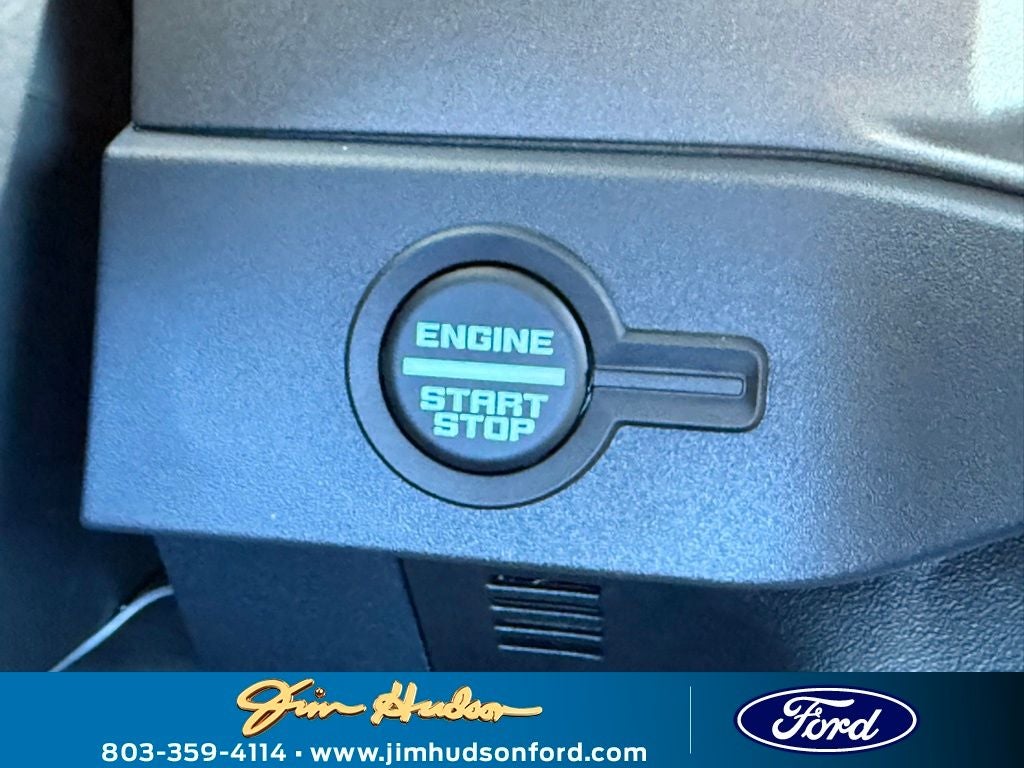 ENGINE
START
STOP
Jim Hudson
Ford
803-359-4114 • www.jimhudsonford.com